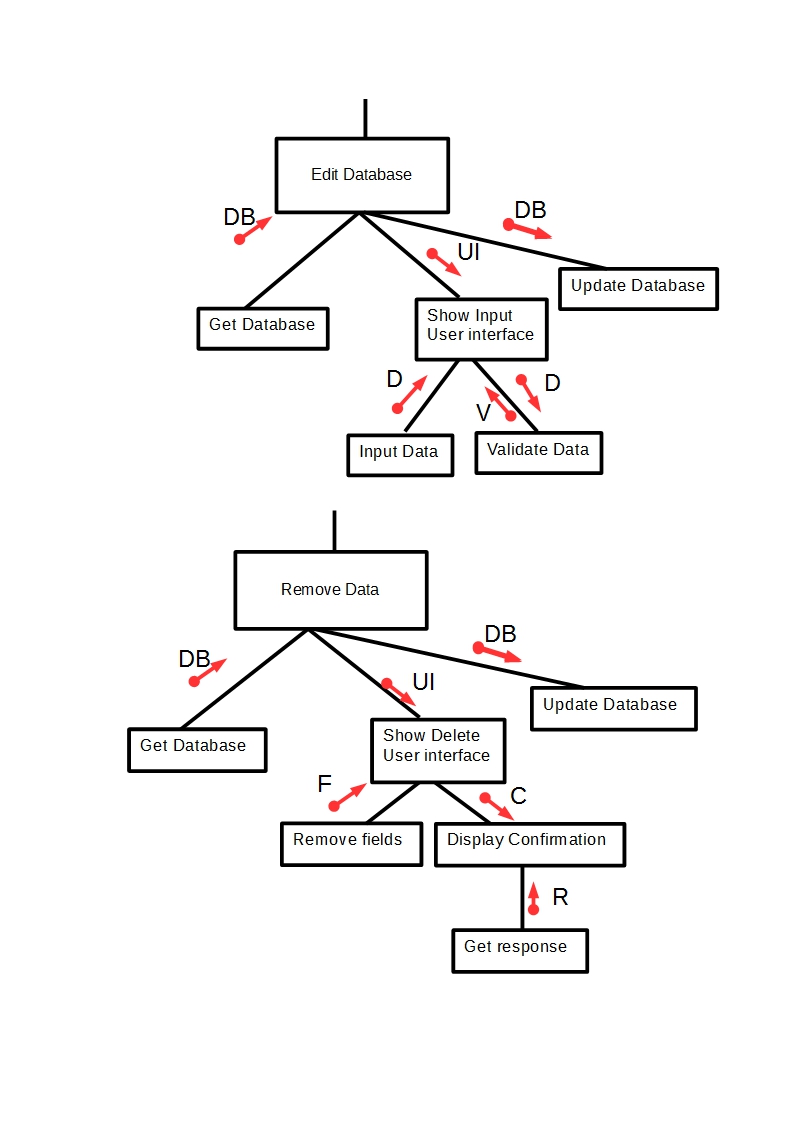 Edit Database
DB
DB
UI
Update Database
Get Database
Show Input
User interface
D
D
V
Input Data
Validate Data
Remove Data
DB
DB
UI
Update Database
Get Database
Show Delete
User interface
F
C
Remove fields
Display Confirmation
R
Get response